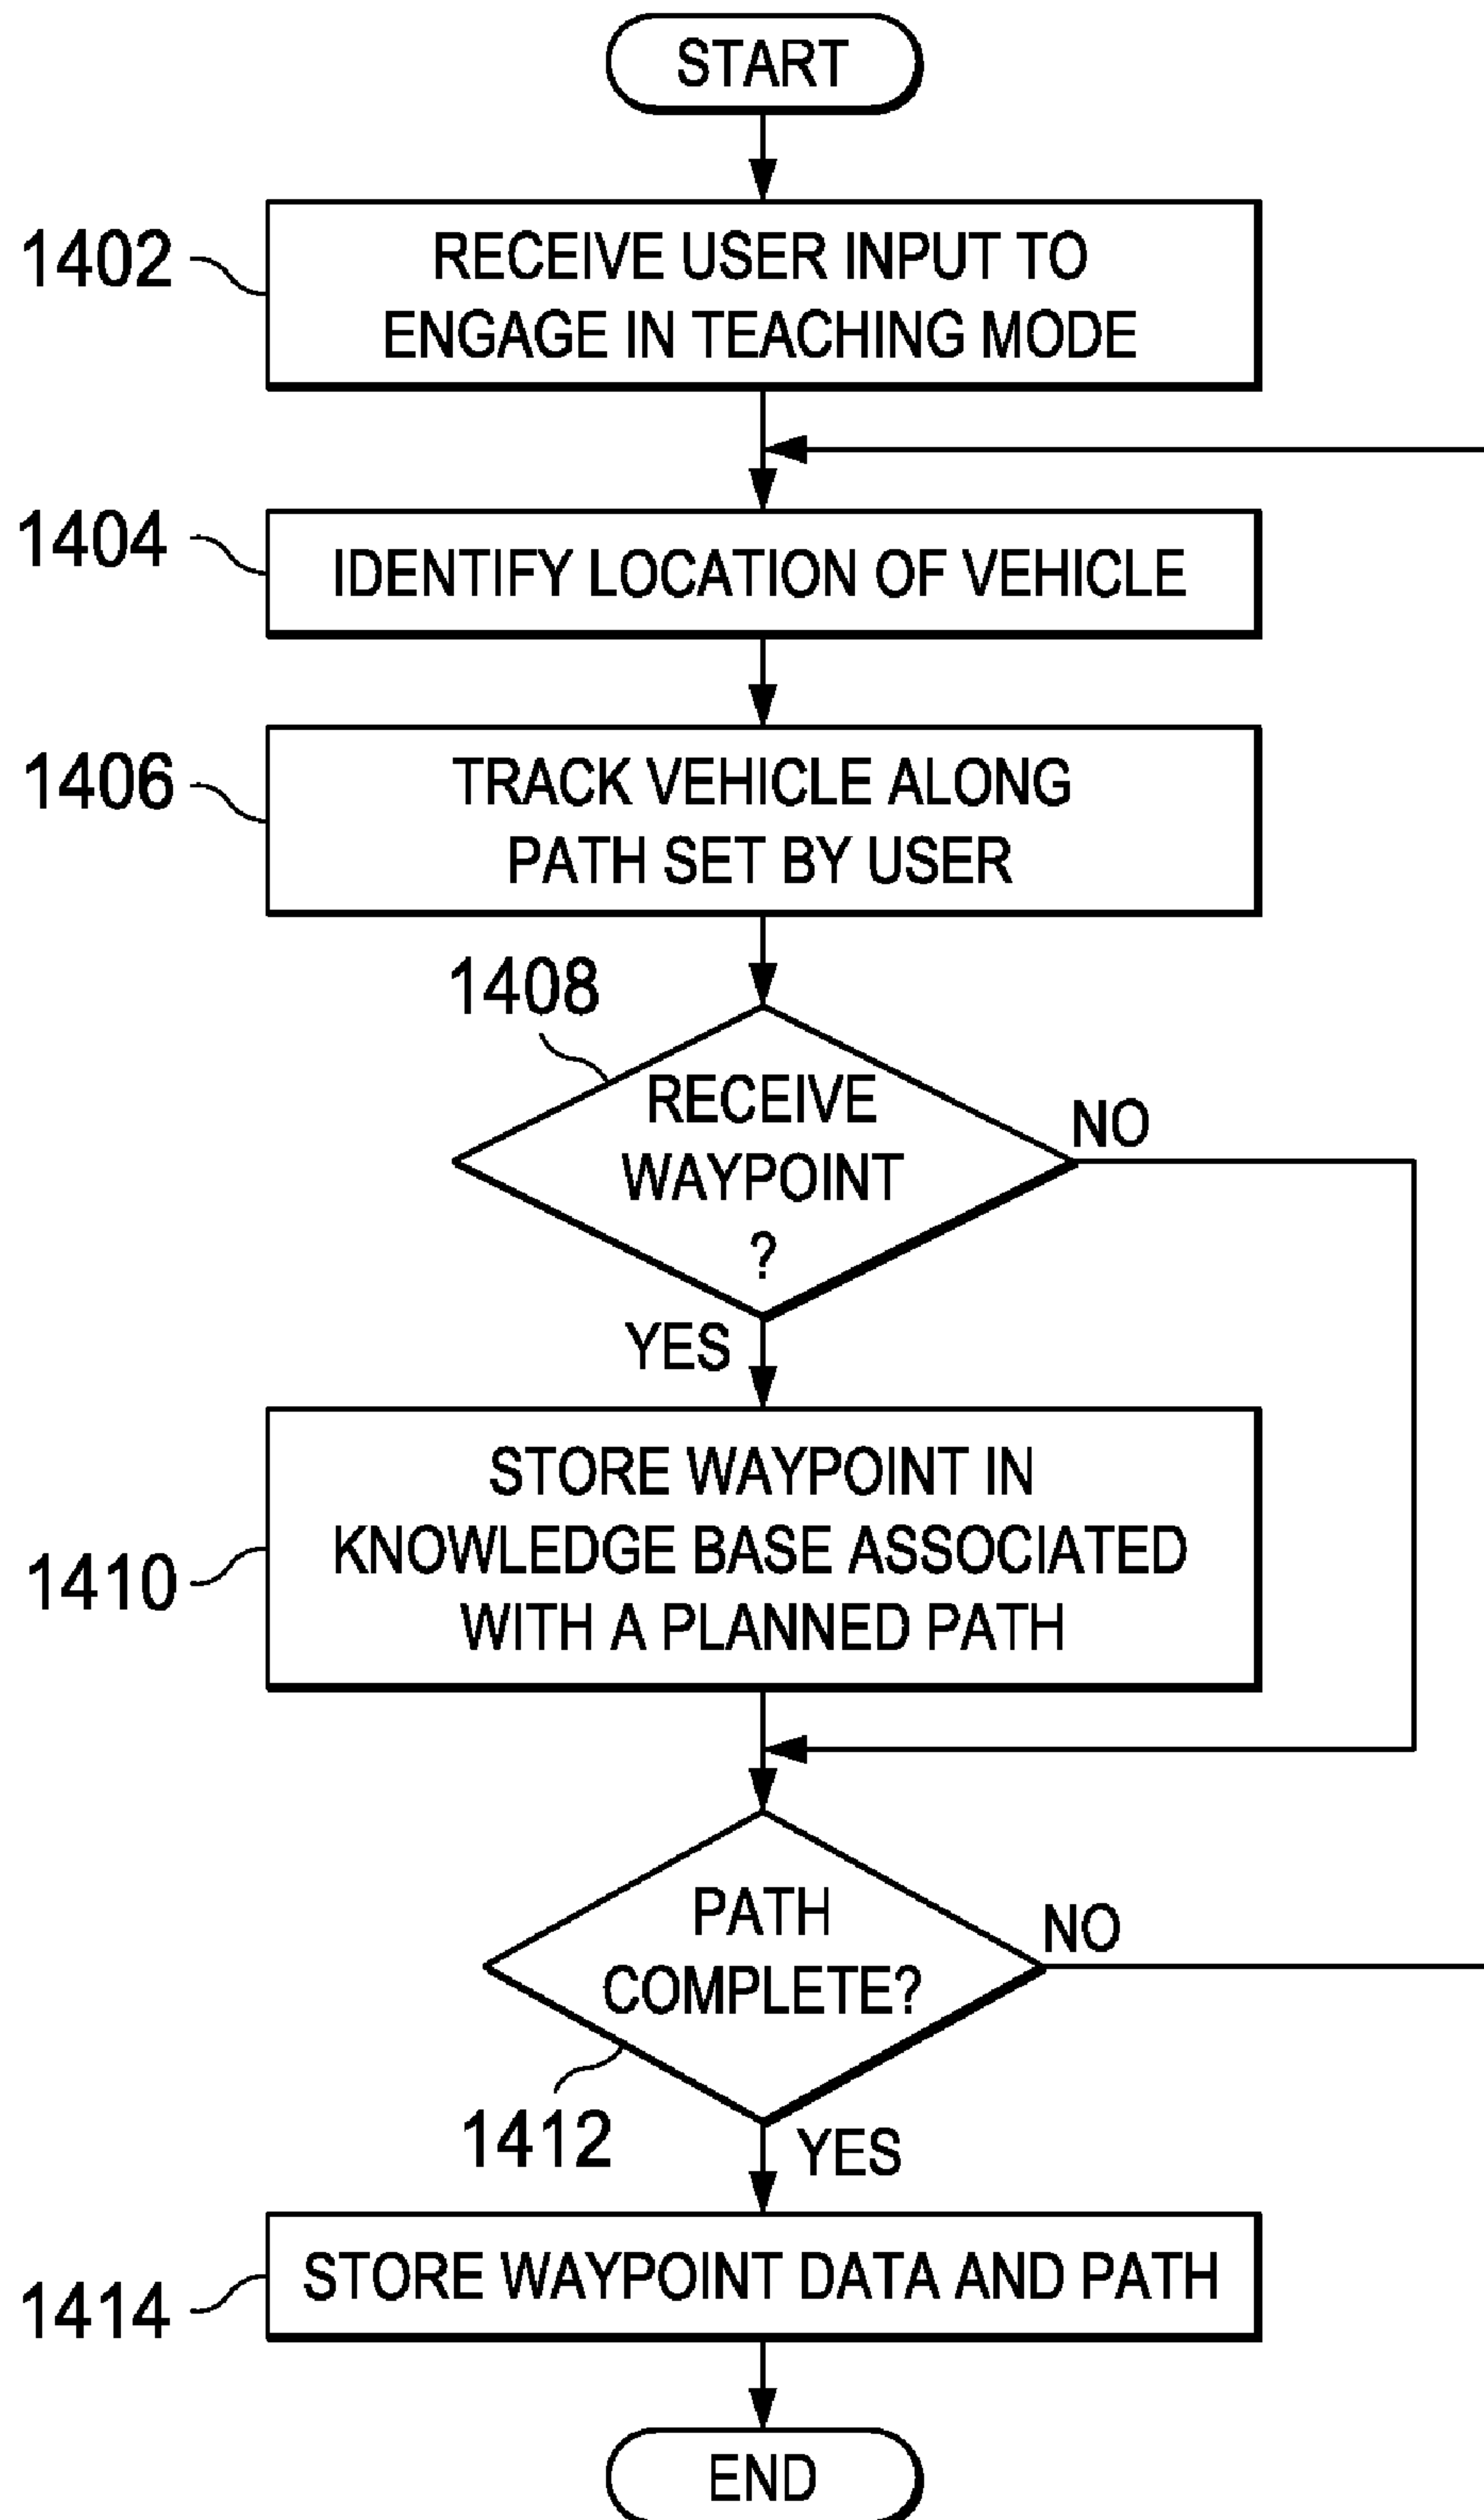 START
1402
RECEIVE USER INPUT TO
ENGAGE IN TEACHING MODE
1404
IDENTIFY LOCATION OF VEHICLE
1406
TRACK VEHICLE ALONG
PATH SET BY USER
1408
RECEIVE
WAYPOINT
?
NO
YES
STORE WAYPOINT IN
KNOWLEDGE BASE ASSOCIATED
WITH A PLANNED PATH
1410
PATH
COMPLETE?
NO
1412
YES
STORE WAYPOINT DATA AND PATH
1414
END